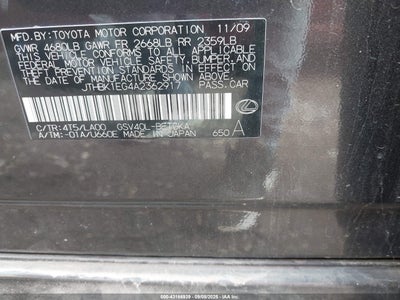 MFD.BY:TOYOTA MOTOR CORPORATION 11/09
GVWR 4680LB GAWR FR 2668LB RR 2359LB
THIS VEHICLE CONFORMS TO ALL APPLICABLE
FEDERAL MOTOR VEHICLE SAFETY, BUMPER, AND
THEFT PREVENTION STANDARDS IN EFFECT ON
THE DATE OF MANUFACTURE SHOWN ABOVE.
JTHBK1EG4A2362917 PASS.CAR
C/TR:4T5/LA00 GSV40L-BETGKA A
A/TM:-01A/U660E MADE IN JAPAN 650